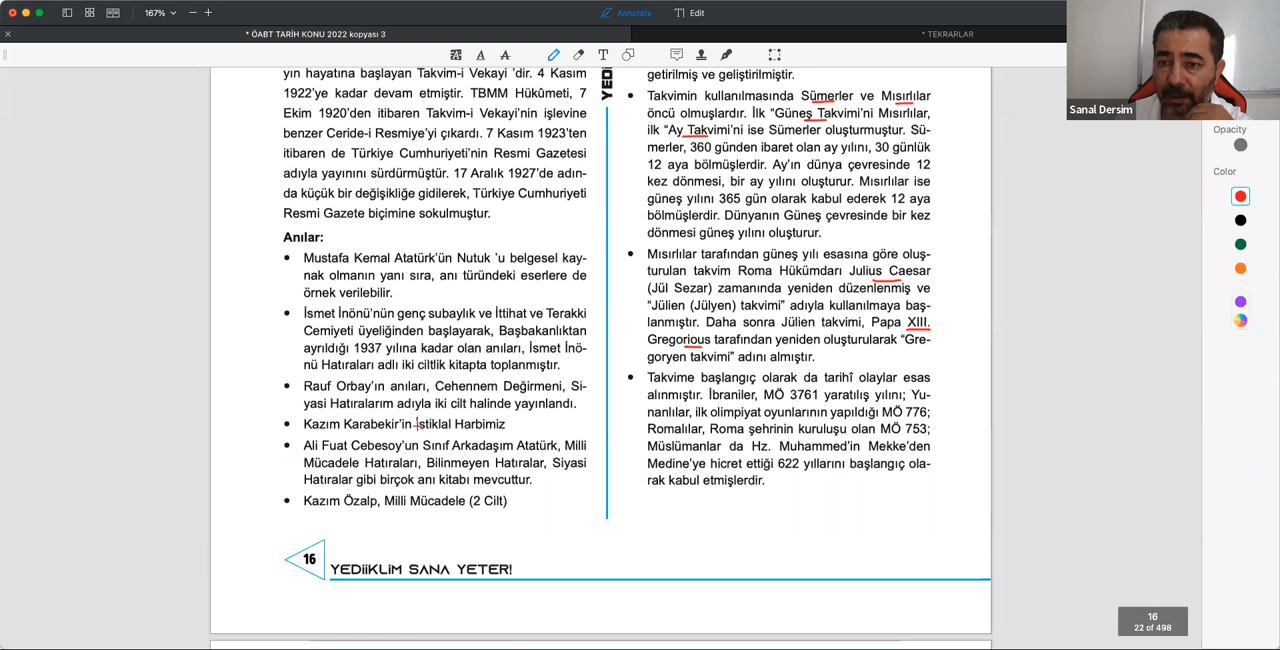 167%
Annotate
Edit
* ÖABT TARİH KONU 2022 kopyası 3
* TEKRARLAR
Sanal Dersim
Opacity
Color
yın hayatına başlayan Takvim-i Vekayi 'dir. 4 Kasım
1922'ye kadar devam etmiştir. TBMM Hükûmeti, 7
Ekim 1920'den itibaren Takvim-i Vekayi'nin işlevine
benzer Ceride-i Resmiye'yi çıkardı. 7 Kasım 1923'ten
itibaren de Türkiye Cumhuriyeti'nin Resmi Gazetesi
adıyla yayınını sürdürmüştür. 17 Aralık 1927'de adın-
da küçük bir değişikliğe gidilerek, Türkiye Cumhuriyeti
Resmi Gazete biçimine sokulmuştur.
Anılar:
• Mustafa Kemal Atatürk'ün Nutuk 'u belgesel kay-
nak olmanın yanı sıra, anı türündeki eserlere de
örnek verilebilir.
• İsmet İnönü'nün genç subaylık ve İttihat ve Terakki
Cemiyeti üyeliğinden başlayarak, Başbakanlıktan
ayrıldığı 1937 yılına kadar olan anıları, İsmet İnö-
nü Hatıraları adlı iki ciltlik kitapta toplanmıştır.
• Rauf Orbay'ın anıları, Cehennem Değirmeni, Si-
yasi Hatıralarım adıyla iki cilt halinde yayınlandı.
• Kazım Karabekir'in İstiklal Harbimiz
• Ali Fuat Cebesoy'un Sınıf Arkadaşım Atatürk, Milli
Mücadele Hatıraları, Bilinmeyen Hatıralar, Siyasi
Hatıralar gibi birçok anı kitabı mevcuttur.
• Kazım Özalp, Milli Mücadele (2 Cilt)
YEDİ
getirilmiş ve geliştirilmiştir.
• Takvimin kullanılmasında Sümerler ve Mısırlılar
öncü olmuşlardır. İlk "Güneş Takvimi'ni Mısırlılar,
ilk "Ay Takvimi'ni ise Sümerler oluşturmuştur. Sü-
merler, 360 günden ibaret olan ay yılını, 30 günlük
12 aya bölmüşlerdir. Ay'ın dünya çevresinde 12
kez dönmesi, bir ay yılını oluşturur. Mısırlılar ise
güneş yılını 365 gün olarak kabul ederek 12 aya
bölmüşlerdir. Dünyanın Güneş çevresinde bir kez
dönmesi güneş yılını oluşturur.
• Mısırlılar tarafından güneş yılı esasına göre oluş-
turulan takvim Roma Hükümdarı Julius Caesar
(Jül Sezar) zamanında yeniden düzenlenmiş ve
"Jülien (Jülyen) takvimi" adıyla kullanılmaya baş-
lanmıştır. Daha sonra Jülien takvimi, Papa XIII.
Gregorious tarafından yeniden oluşturularak "Gre-
goryen takvimi" adını almıştır.
• Takvime başlangıç olarak da tarihî olaylar esas
alınmıştır. İbraniler, MÖ 3761 yaratılış yılını; Yu-
nanlılar, ilk olimpiyat oyunlarının yapıldığı MÖ 776;
Romalılar, Roma şehrinin kuruluşu olan MÖ 753;
Müslümanlar da Hz. Muhammed'in Mekke'den
Medine'ye hicret ettiği 622 yıllarını başlangıç ola-
rak kabul etmişlerdir.
16
YEDiiKLiM SANA YETER!
16
22 of 498